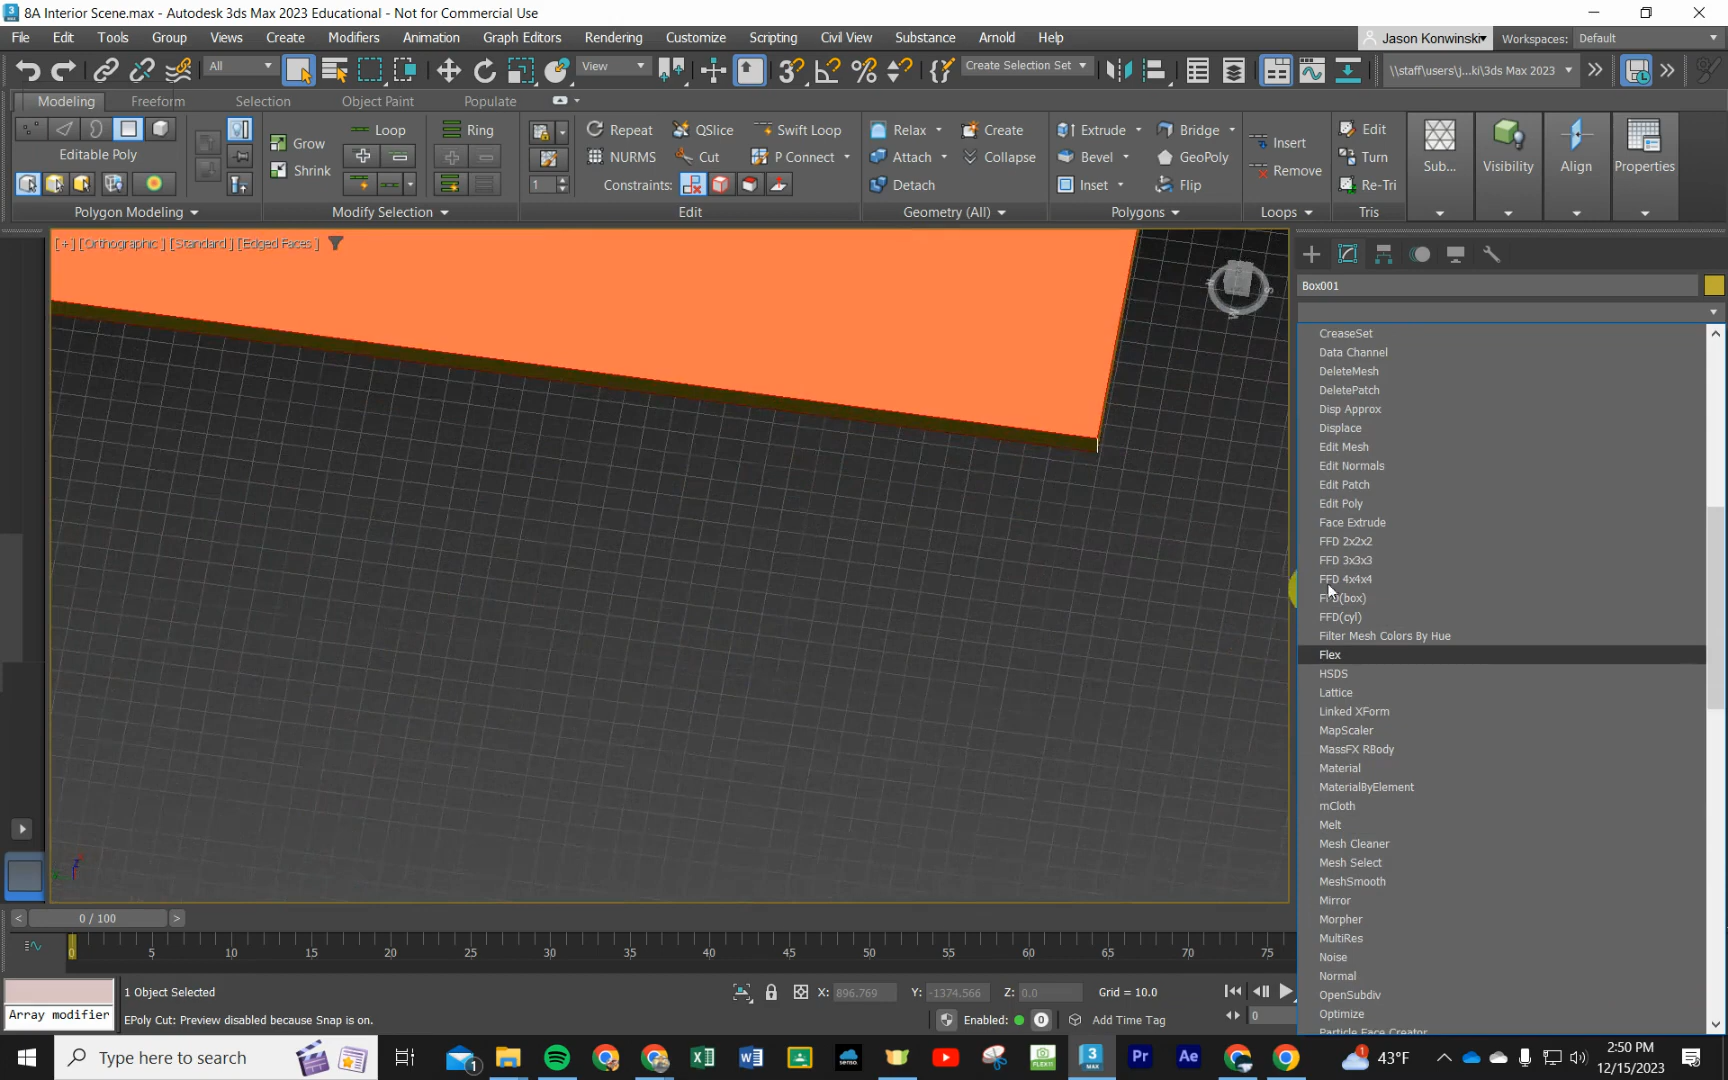 8A Interior Scene.max - Autodesk 3ds Max 2023 Educational - Not for Commercial Use
File Edit Tools Group Views Create Modifiers Animation Graph Editors Rendering Customize Scripting Civil View Substance Arnold Help
Jason Konwinski
Workspaces: Default
All View Create Selection Set \\staff\users\j...ki\3ds Max 2023
Modeling Freeform Selection Object Paint Populate
Editable Poly
Polygon Modeling
Grow
Shrink
Loop
Ring
Modify Selection
1
Repeat QSlice Swift Loop
NURMS Cut P Connect
Constraints:
Edit
Relax Create
Attach Collapse
Detach
Geometry (All)
Extrude Bridge
Bevel GeoPoly
Inset Flip
Polygons
Insert
Remove
Loops
Edit
Turn
Re-Tri
Tris
Sub... Visibility Align Properties
[+] [Orthographic] [Standard] [Edged Faces]
Box001
CreaseSet
Data Channel
DeleteMesh
DeletePatch
Disp Approx
Displace
Edit Mesh
Edit Normals
Edit Patch
Edit Poly
Face Extrude
FFD 2x2x2
FFD 3x3x3
FFD 4x4x4
FFD(box)
FFD(cyl)
Filter Mesh Colors By Hue
Flex
HSDS
Lattice
Linked XForm
MapScaler
MassFX RBody
Material
MaterialByElement
mCloth
Melt
Mesh Cleaner
Mesh Select
MeshSmooth
Mirror
Morpher
MultiRes
Noise
Normal
OpenSubdiv
Optimize
Particle Face Creator
0 / 100
0 5 10 15 20 25 30 35 40 45 50 55 60 65 70 75
1 Object Selected
X: 896.769 Y: -1374.566 Z: 0.0 Grid = 10.0
Array modifier
EPoly Cut: Preview disabled because Snap is on.
Enabled: 0 Add Time Tag
0
Type here to search
43°F
2:50 PM
12/15/2023